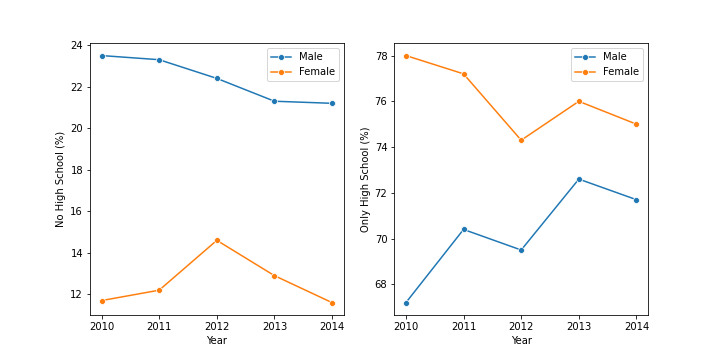 No High School (%)
24
22
20
18
16
14
12
2010 2011 2012 2013 2014
Year
Male
Female
Only High School (%)
78
76
74
72
70
68
2010 2011 2012 2013 2014
Year
Male
Female